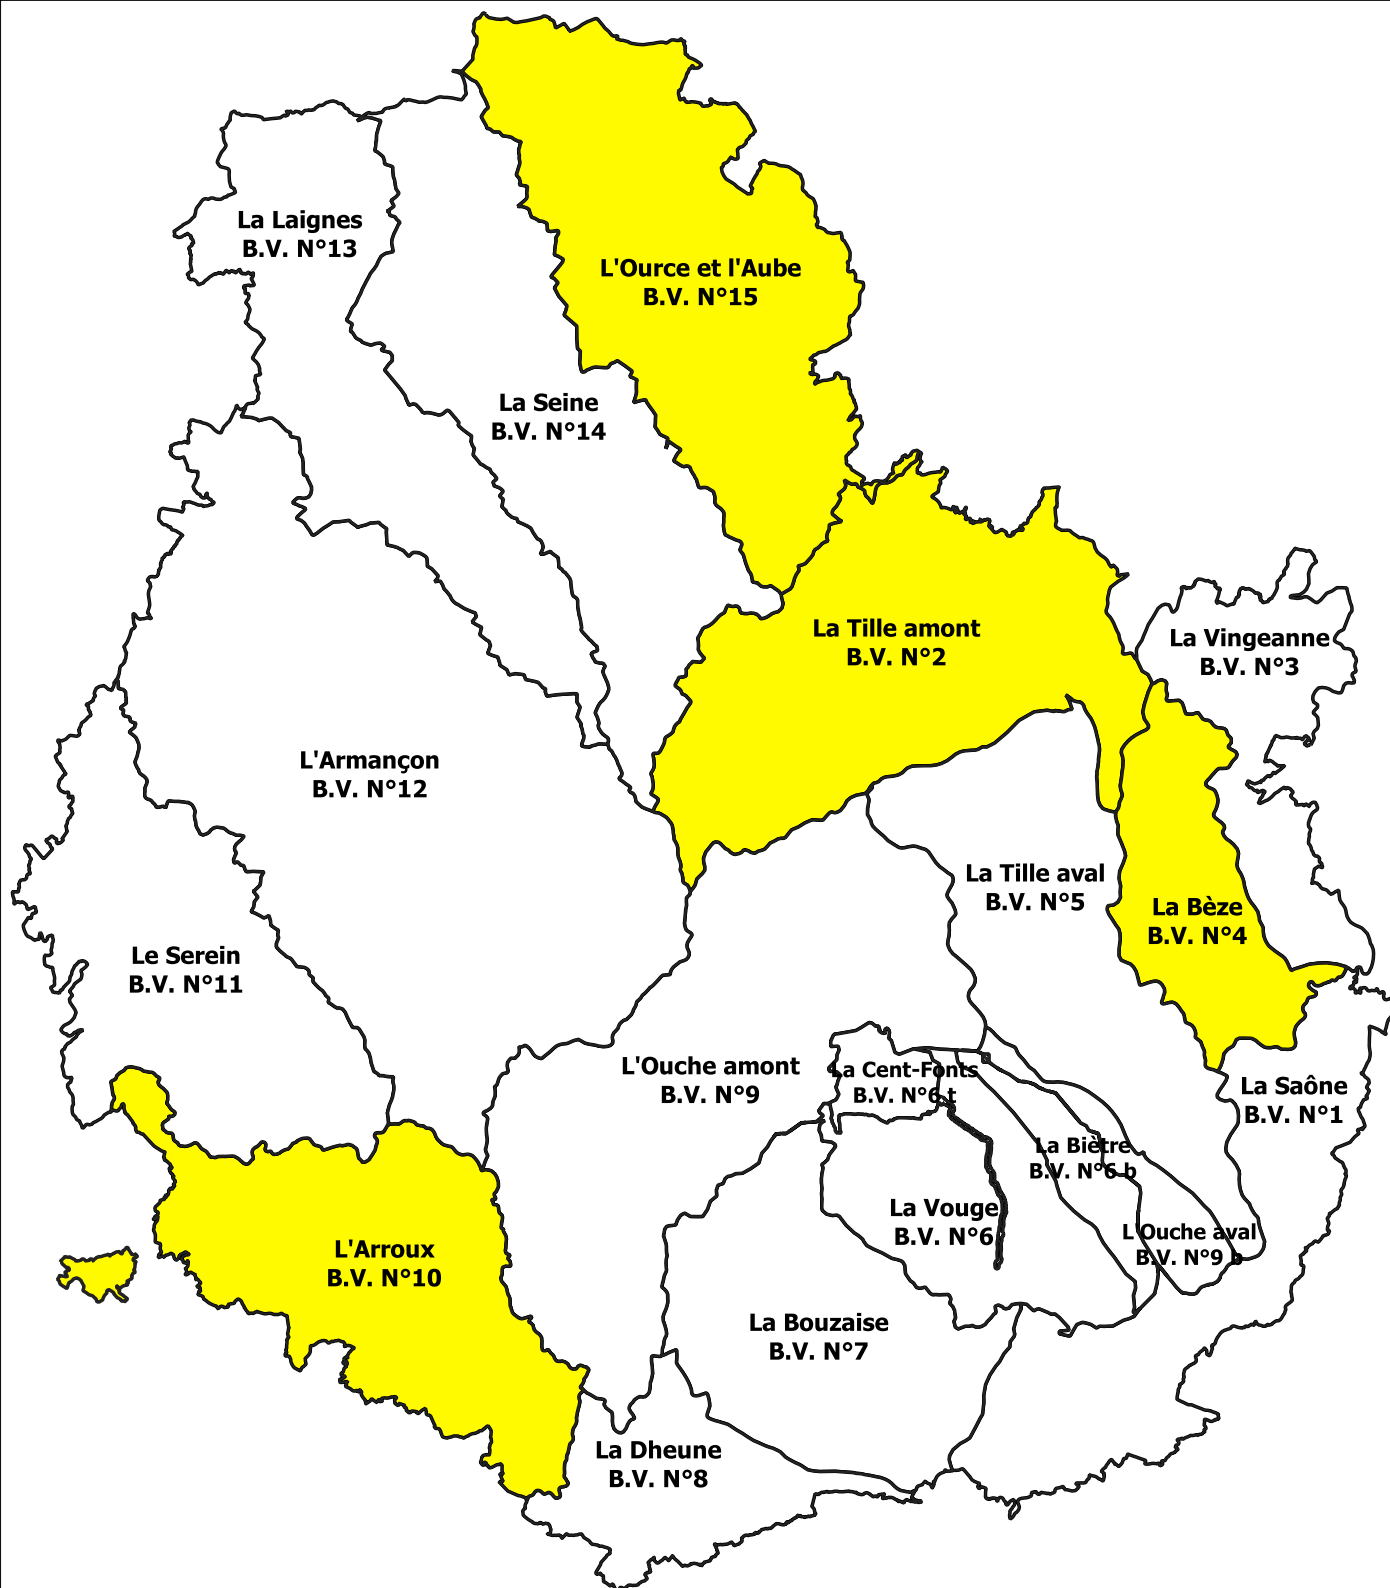 La Laignes
B.V. N°13
L'Ource et l'Aube
B.V. N°15
La Seine
B.V. N°14
La Tille amont
B.V. N°2
La Vingeanne
B.V. N°3
L'Armançon
B.V. N°12
La Tille aval
B.V. N°5
La Bèze
B.V. N°4
Le Serein
B.V. N°11
L'Ouche amont
B.V. N°9
La Cent-Fonts
B.V. N°6 t
La Saône
B.V. N°1
La Biètre
B.V. N°6 b
La Vouge
B.V. N°6
L'Ouche aval
B.V. N°9 b
L'Arroux
B.V. N°10
La Bouzaise
B.V. N°7
La Dheune
B.V. N°8